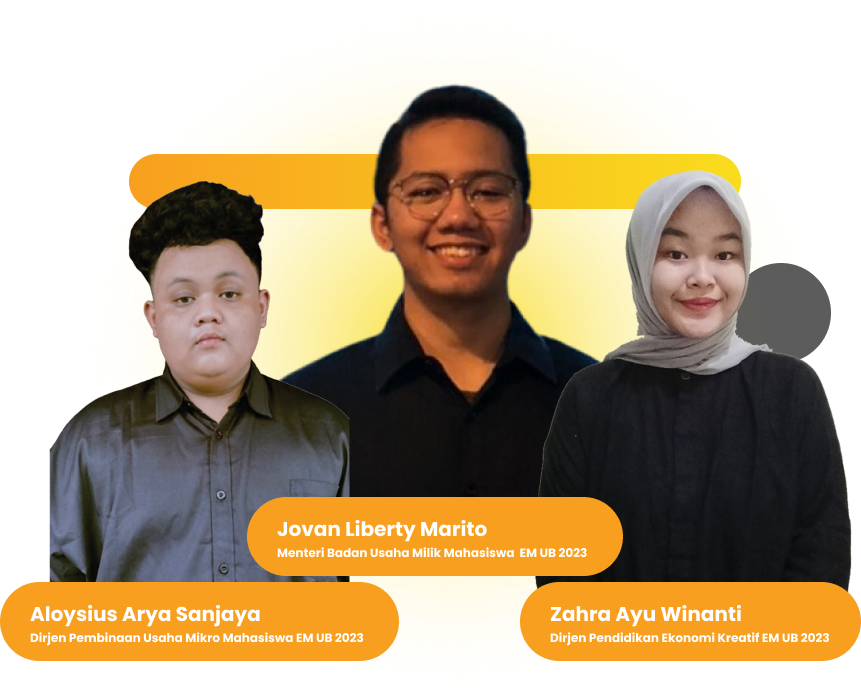 Jovan Liberty Marito
Menteri Badan Usaha Milik Mahasiswa EM UB 2023
Aloysius Arya Sanjaya
Dirjen Pembinaan Usaha Mikro Mahasiswa EM UB 2023
Zahra Ayu Winanti
Dirjen Pendidikan Ekonomi Kreatif EM UB 2023